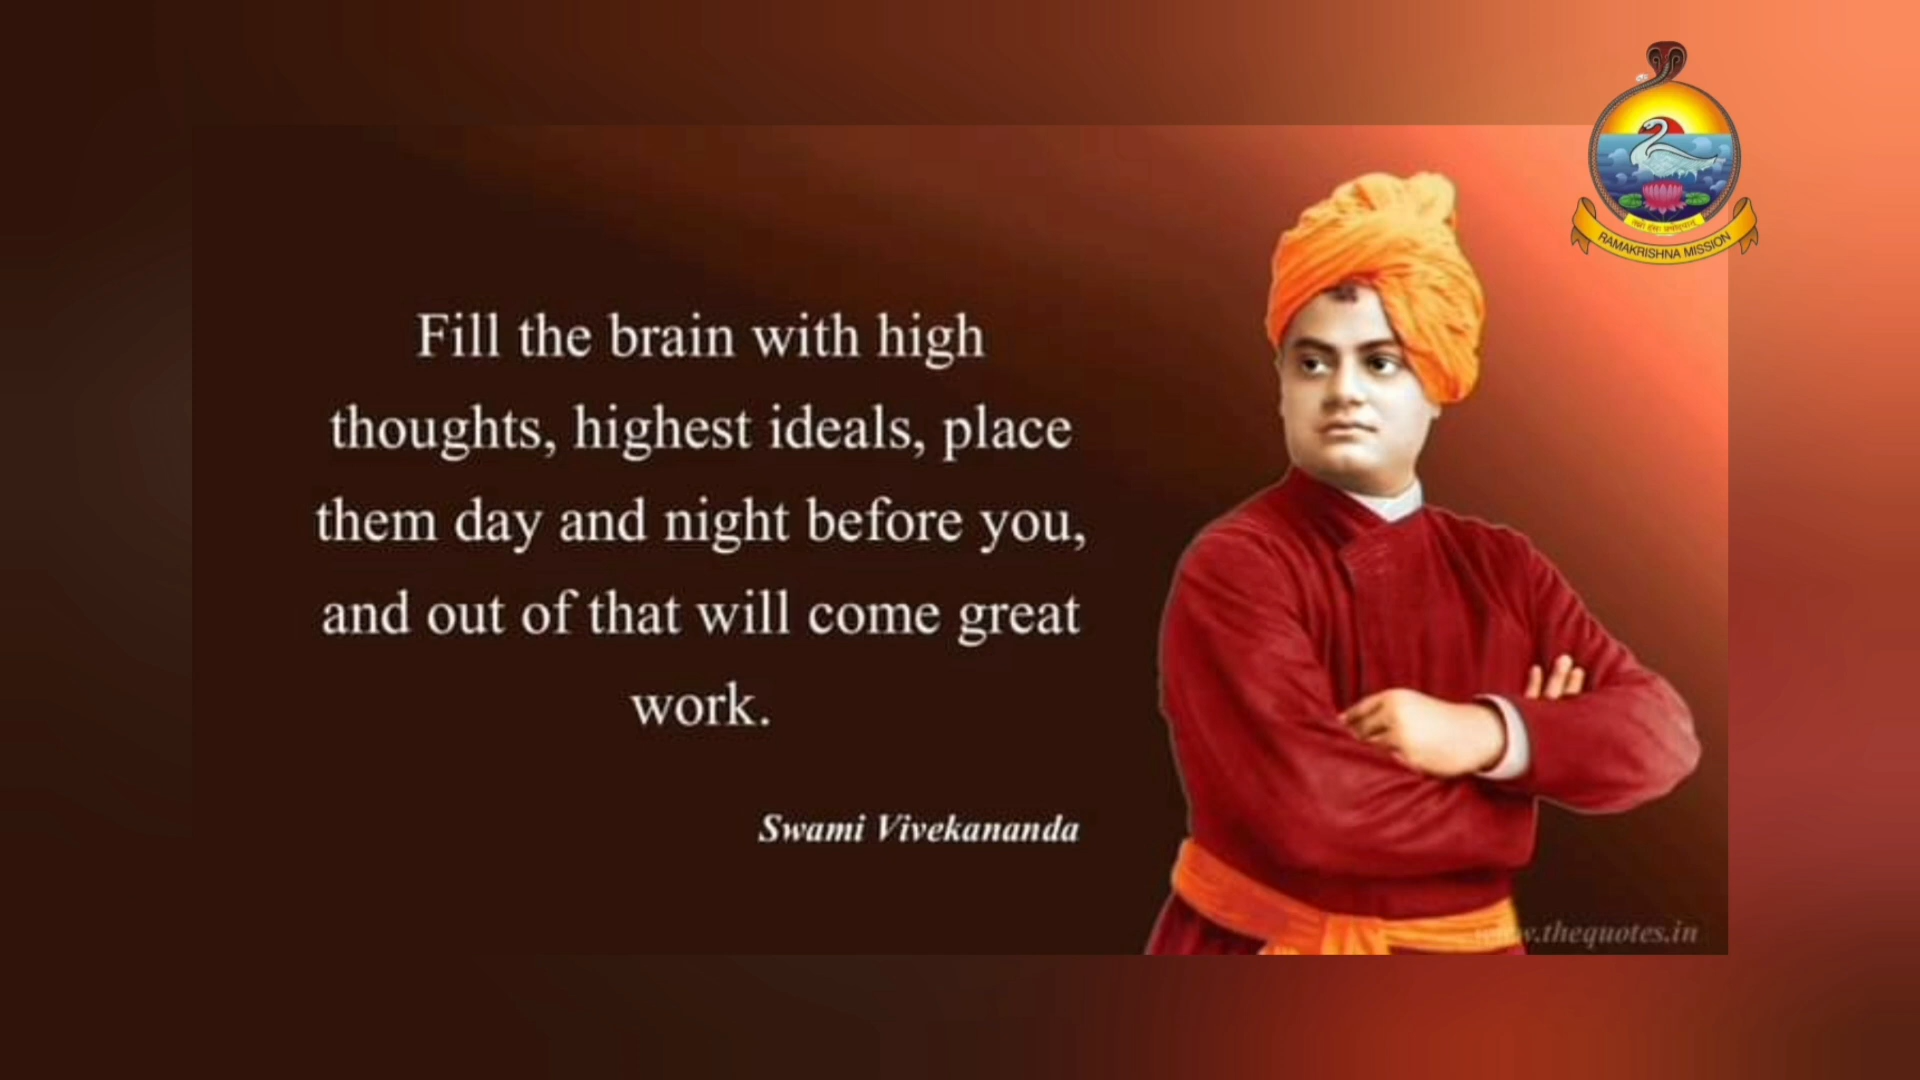 RAMAKRISHNA MISSION
Fill the brain with high
thoughts, highest ideals, place
them day and night before you,
and out of that will come great
work.
Swami Vivekananda
.thequotes.in